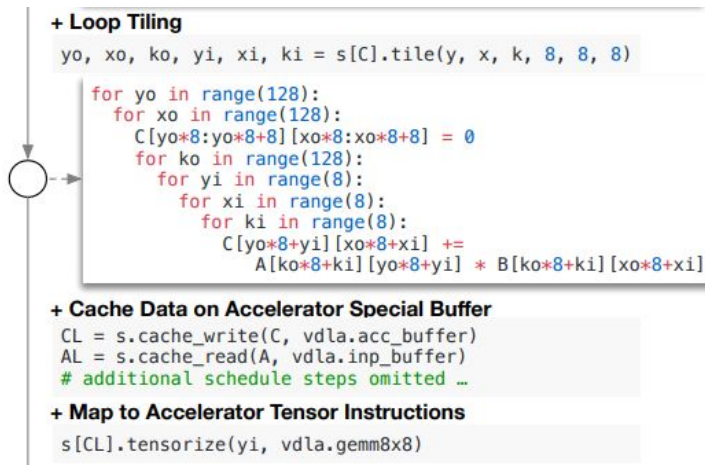 + Loop Tiling
yo, xo, ko, yi, xi, ki = s[C].tile(y, x, k, 8, 8, 8)
for yo in range(128):
  for xo in range(128):
    C[yo*8:yo*8+8][xo*8:xo*8+8] = 0
    for ko in range(128):
      for yi in range(8):
        for xi in range(8):
          for ki in range(8):
            C[yo*8+yi][xo*8+xi] +=
               A[ko*8+ki][yo*8+yi] * B[ko*8+ki][xo*8+xi]
+ Cache Data on Accelerator Special Buffer
CL = s.cache_write(C, vdla.acc_buffer)
AL = s.cache_read(A, vdla.inp_buffer)
# additional schedule steps omitted …
+ Map to Accelerator Tensor Instructions
s[CL].tensorize(yi, vdla.gemm8x8)